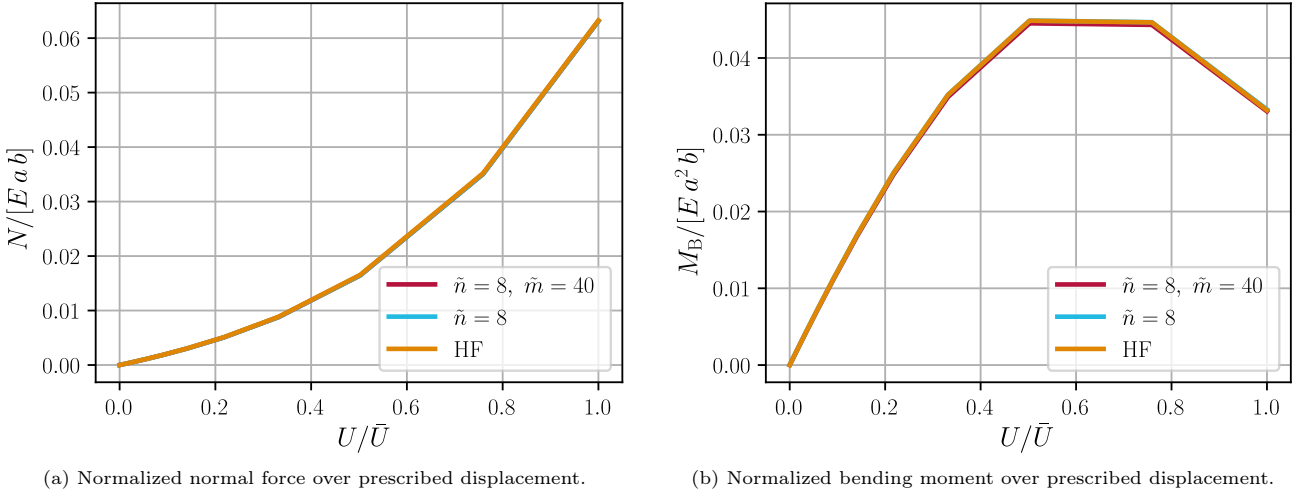 0.06
0.05
0.04
0.03
0.02
0.01
0.00
N/[E a b]
0.0 0.2 0.4 0.6 0.8 1.0
U/Ū
ñ = 8, m̃ = 40
ñ = 8
HF
(a) Normalized normal force over prescribed displacement.
0.04
0.03
0.02
0.01
0.00
M_B/[E a² b]
0.0 0.2 0.4 0.6 0.8 1.0
U/Ū
ñ = 8, m̃ = 40
ñ = 8
HF
(b) Normalized bending moment over prescribed displacement.